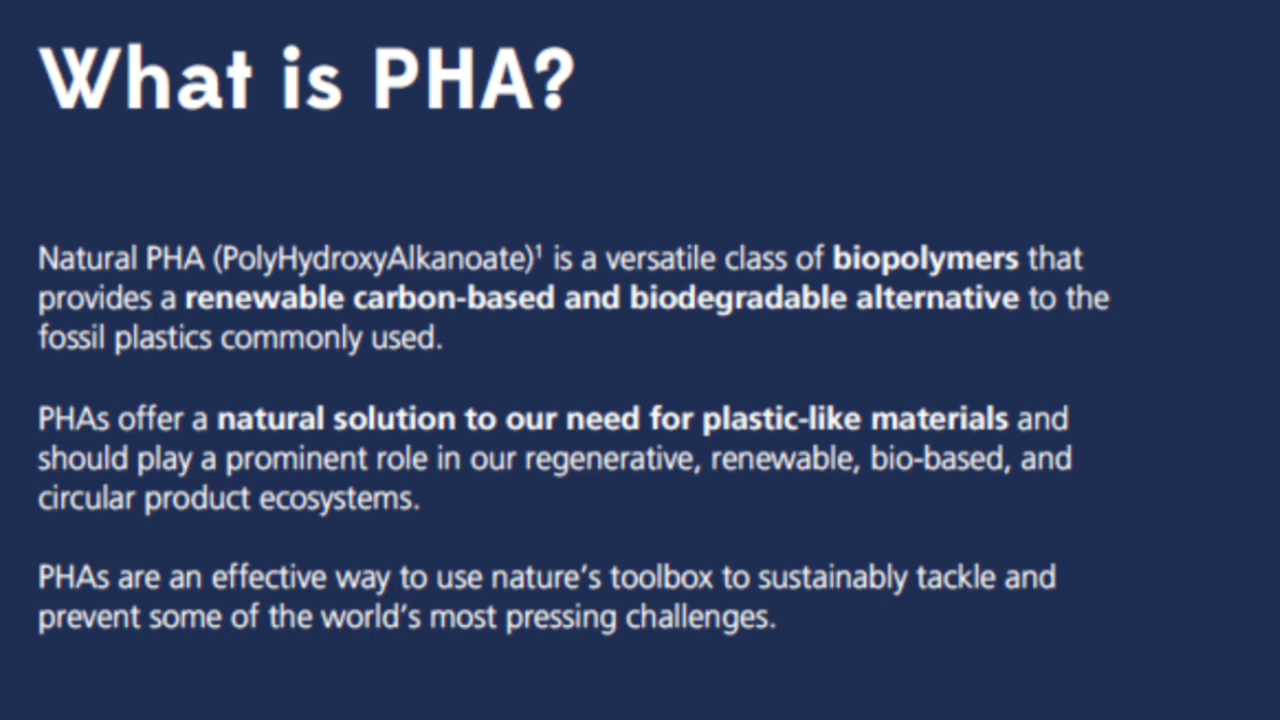 What is PHA?
Natural PHA (PolyHydroxyAlkanoate)¹ is a versatile class of biopolymers that
provides a renewable carbon-based and biodegradable alternative to the
fossil plastics commonly used.
PHAs offer a natural solution to our need for plastic-like materials and
should play a prominent role in our regenerative, renewable, bio-based, and
circular product ecosystems.
PHAs are an effective way to use nature’s toolbox to sustainably tackle and
prevent some of the world’s most pressing challenges.